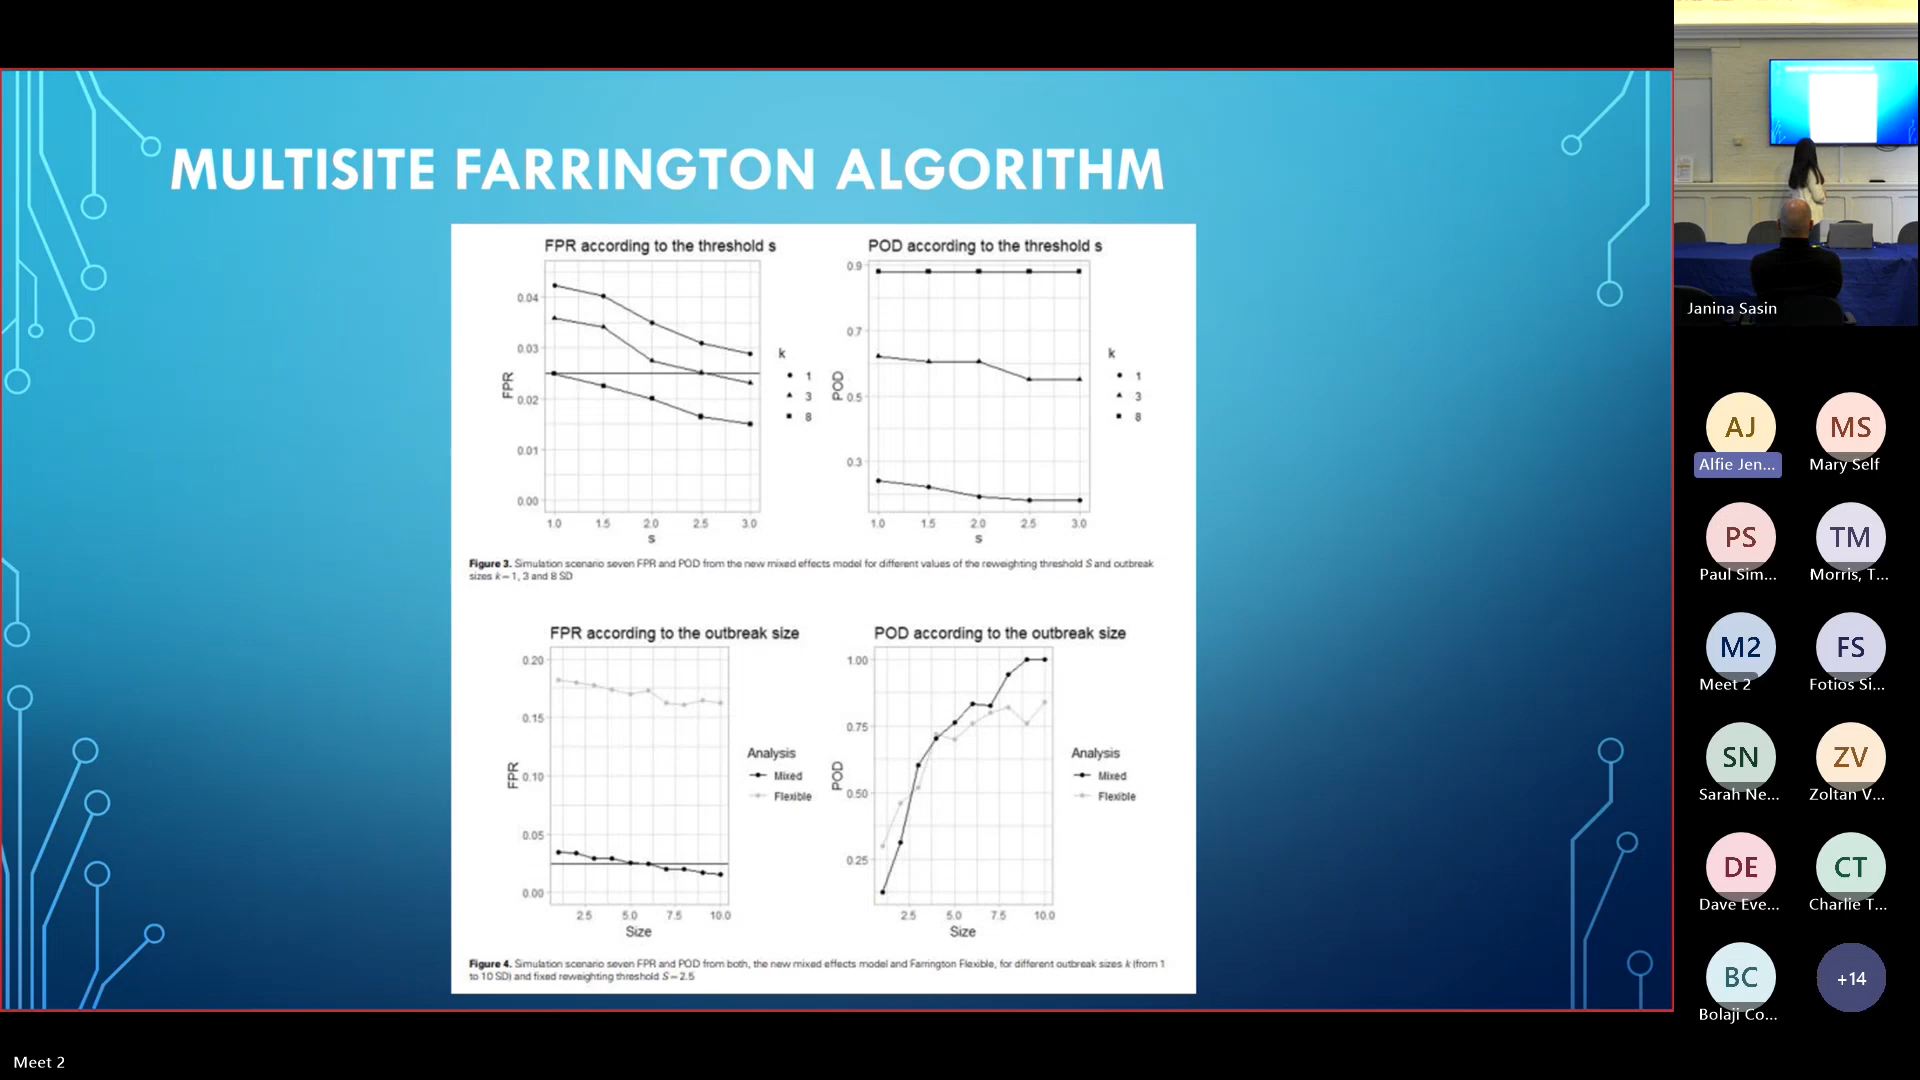 MULTISITE FARRINGTON ALGORITHM
FPR according to the threshold s
0.04
0.03
0.02
0.01
0.00
FPR
1.0 1.5 2.0 2.5 3.0
s
k
1
3
8
POD according to the threshold s
0.9
0.7
0.5
0.3
POD
1.0 1.5 2.0 2.5 3.0
s
k
1
3
8
Figure 3. Simulation scenario seven FPR and POD from the new mixed effects model for different values of the reweighting threshold S and outbreak
sizes k=1, 3 and 8 SD
FPR according to the outbreak size
0.20
0.15
0.10
0.05
0.00
FPR
2.5 5.0 7.5 10.0
Size
Analysis
Mixed
Flexible
POD according to the outbreak size
1.00
0.75
0.50
0.25
POD
2.5 5.0 7.5 10.0
Size
Analysis
Mixed
Flexible
Figure 4. Simulation scenario seven FPR and POD from both, the new mixed effects model and Farrington Flexible, for different outbreak sizes k (from 1
to 10 SD) and fixed reweighting threshold S=2.5
Janina Sasin
AJ
Alfie Jen...
MS
Mary Self
PS
Paul Sim...
TM
Morris, T...
M2
Meet 2
FS
Fotios Si...
SN
Sarah Ne...
ZV
Zoltan V...
DE
Dave Eve...
CT
Charlie T...
BC
Bolaji Co...
+14
Meet 2